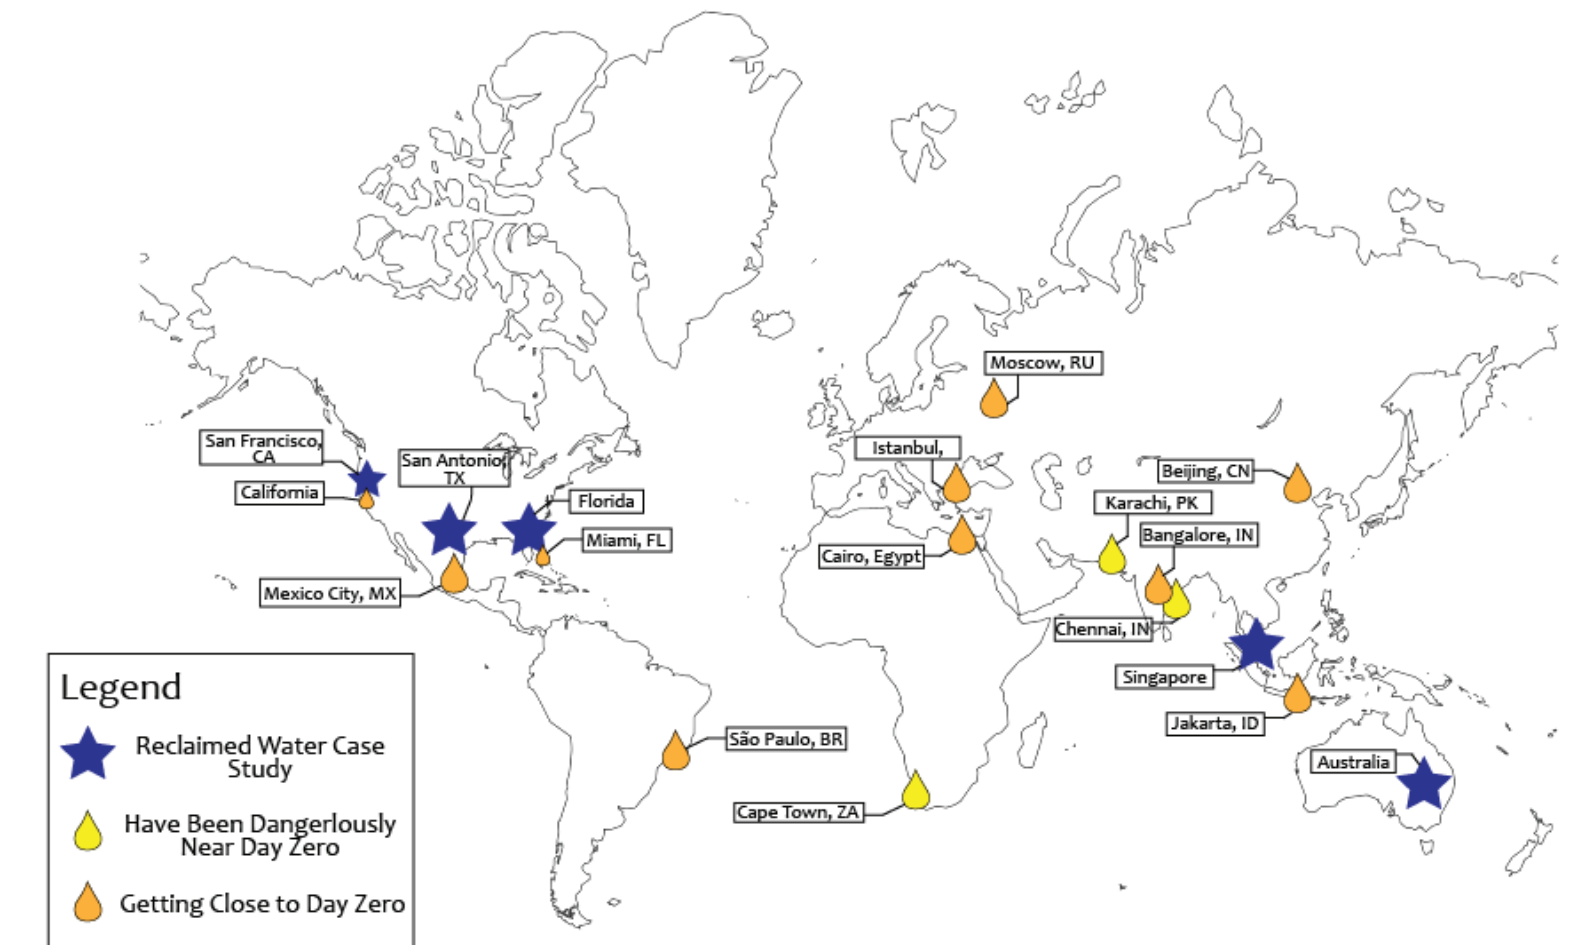 Moscow, RU
San Francisco,
CA
San Antonio,
TX
Istanbul,
Beijing, CN
California
Florida
Karachi, PK
Miami, FL
Bangalore, IN
Cairo, Egypt
Mexico City, MX
Chennai, IN
Singapore
Jakarta, ID
São Paulo, BR
Australia
Cape Town, ZA
Legend
Reclaimed Water Case
Study
Have Been Dangerlously
Near Day Zero
Getting Close to Day Zero